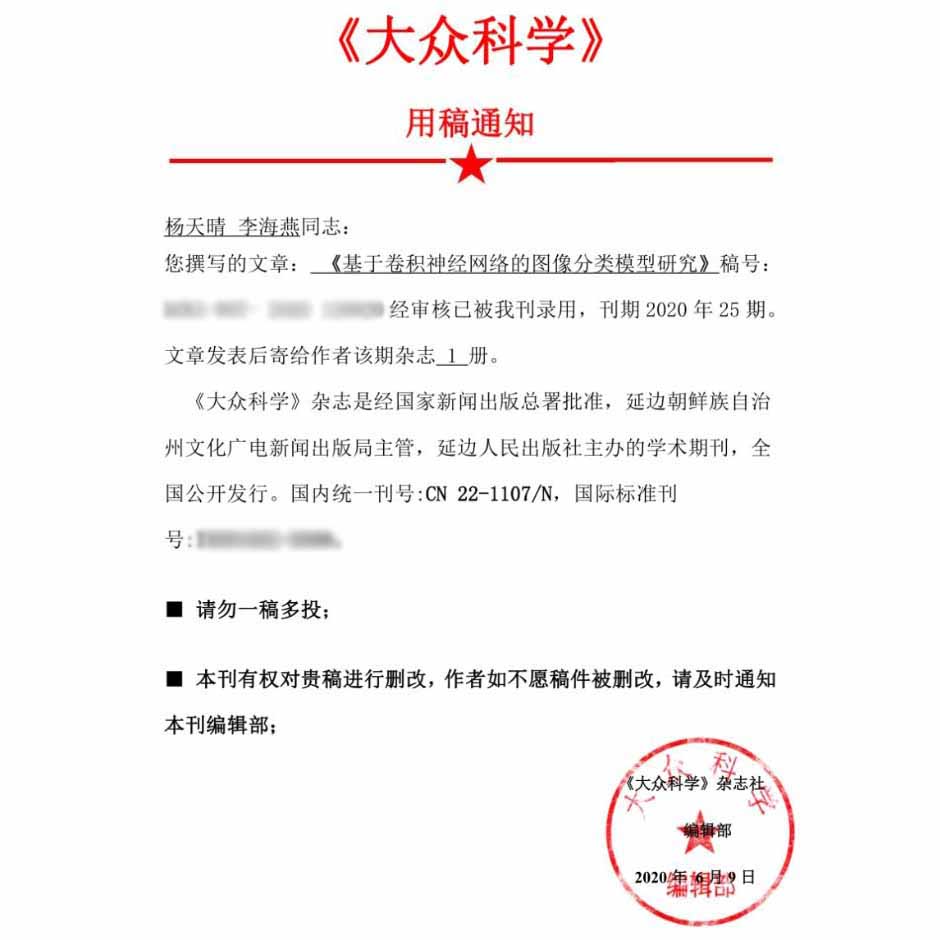 《大众科学》
用稿通知
杨天晴 李海燕同志：
您撰写的文章：《基于卷积神经网络的图像分类模型研究》稿号：
经审核已被我刊录用，刊期 2020 年 25 期。
文章发表后寄给作者该期杂志 1 册。
《大众科学》杂志是经国家新闻出版总署批准，延边朝鲜族自治
州文化广电新闻出版局主管，延边人民出版社主办的学术期刊，全
国公开发行。国内统一刊号:CN 22-1107/N，国际标准刊
号:
■ 请勿一稿多投；
■ 本刊有权对贵稿进行删改，作者如不愿稿件被删改，请及时通知
本刊编辑部；
大众科学
《大众科学》杂志社
编辑部
2020 年 6 月 9 日
编辑部